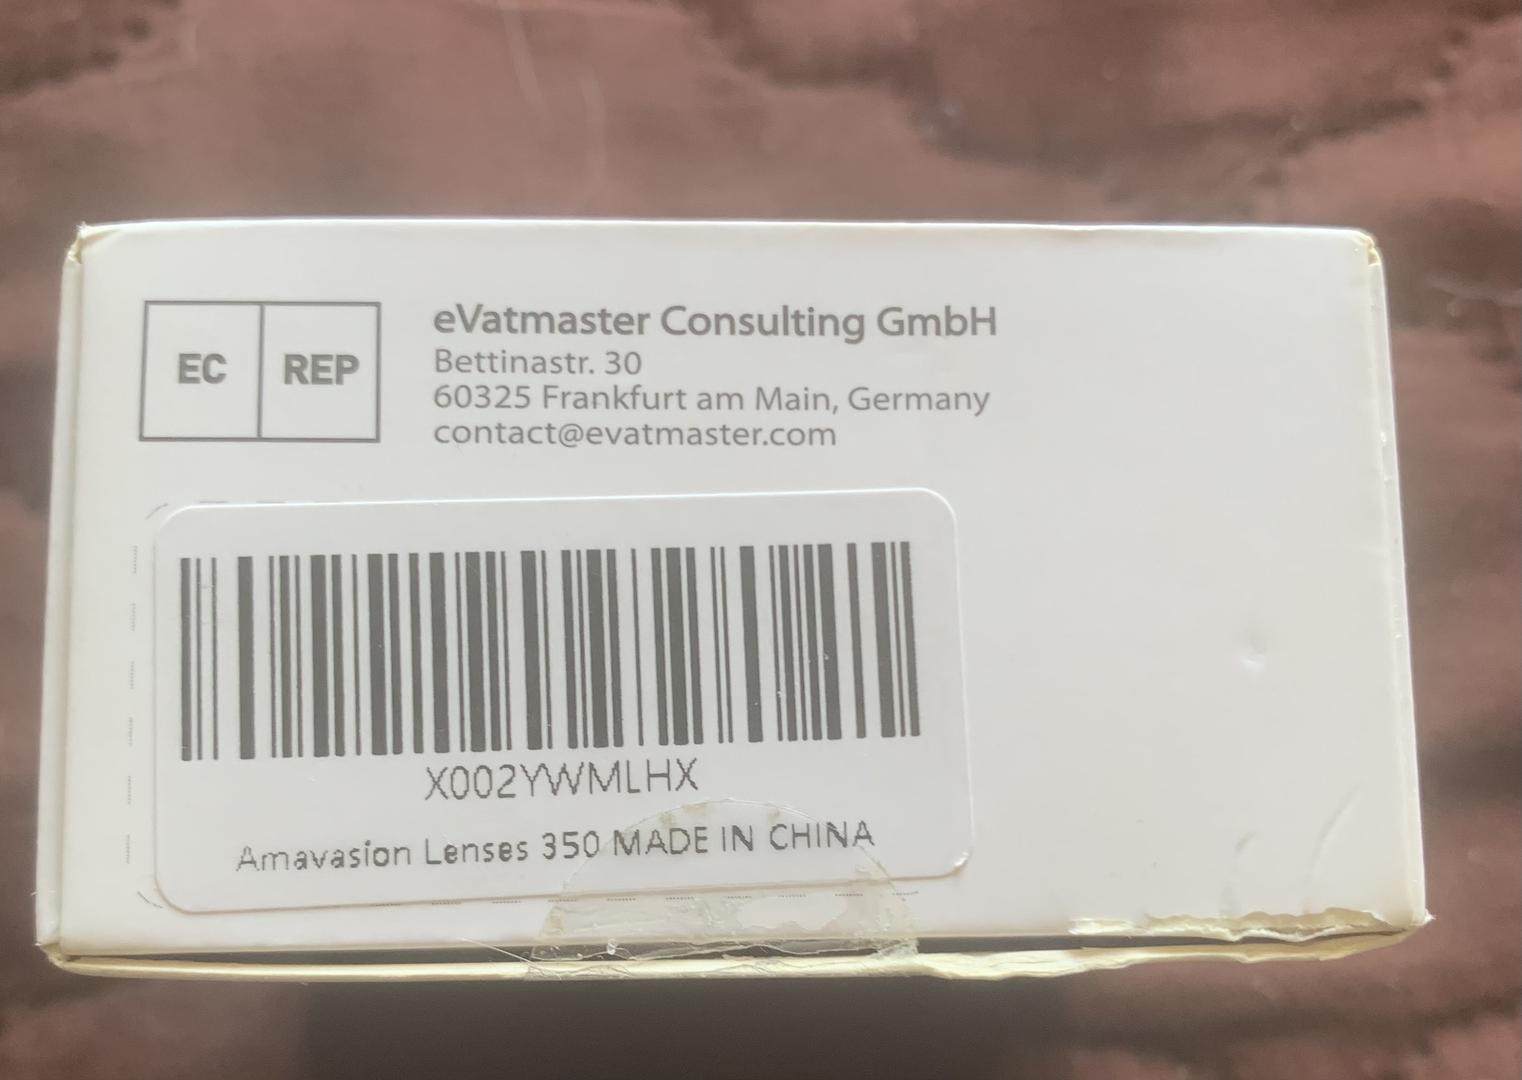 EC REP
eVatmaster Consulting GmbH
Bettinastr. 30
60325 Frankfurt am Main, Germany
contact@evatmaster.com
X002YWMLHX
Amavasion Lenses 350 MADE IN CHINA